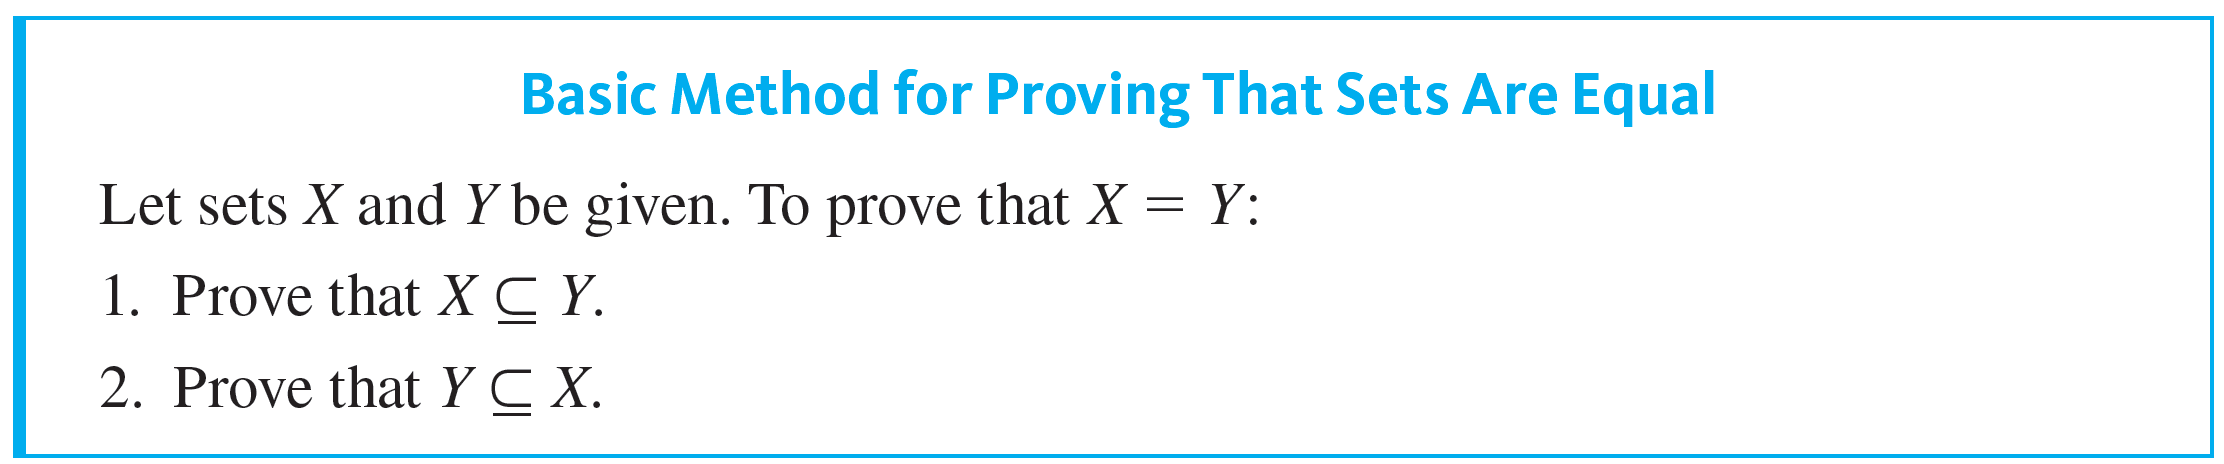 Basic Method for Proving That Sets Are Equal
Let sets X and Y be given. To prove that X = Y:
1. Prove that X ⊆ Y.
2. Prove that Y ⊆ X.